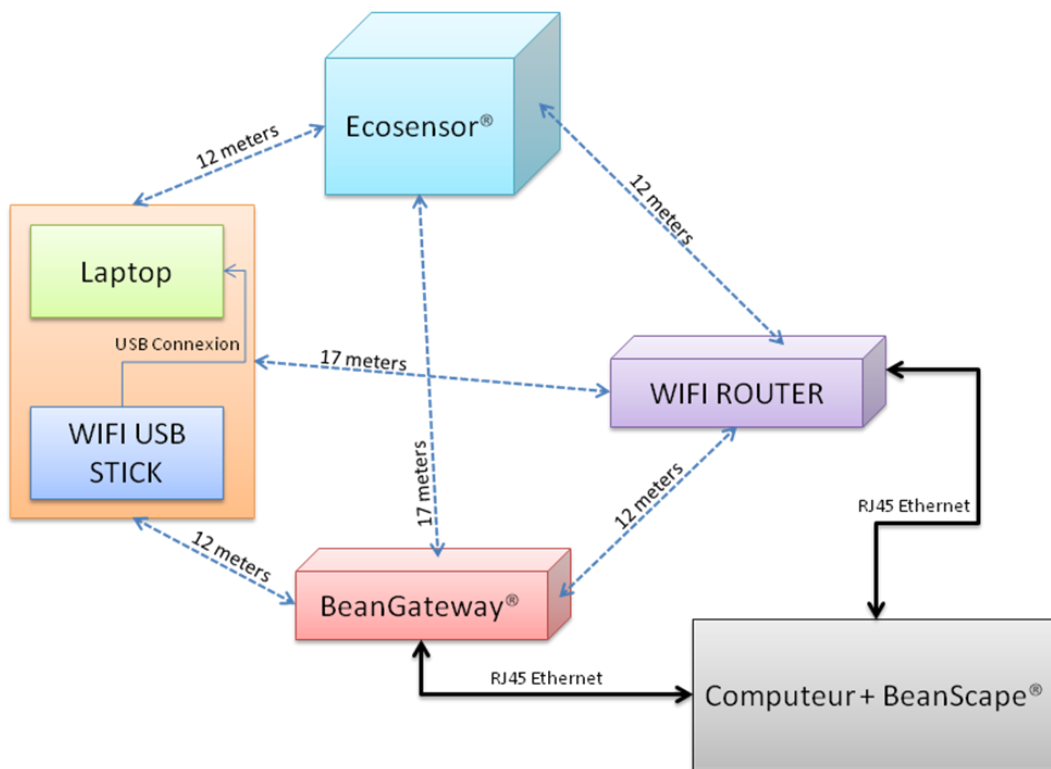 Ecosensor®
12 meters
12 meters
Laptop
USB Connexion
17 meters
WIFI ROUTER
WIFI USB
STICK
17 meters
12 meters
RJ45 Ethernet
12 meters
BeanGateway®
RJ45 Ethernet
Computeur + BeanScape®